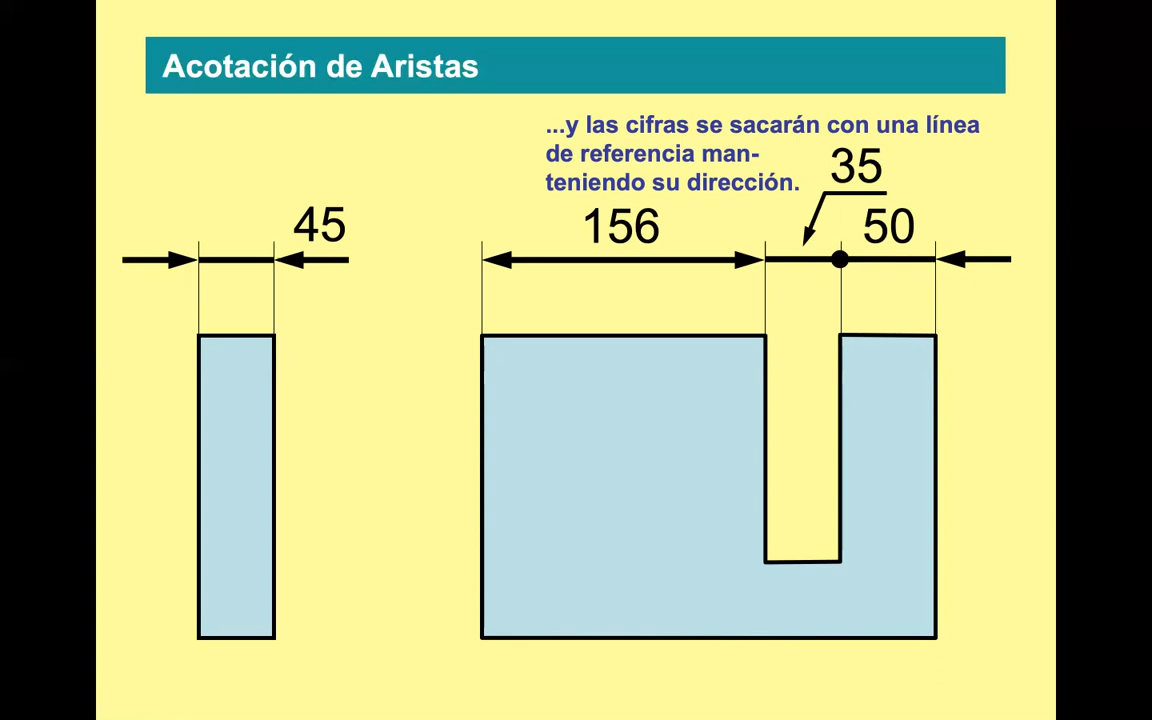 Acotación de Aristas
...y las cifras se sacarán con una línea
de referencia man-
teniendo su dirección.
35
45
156
50